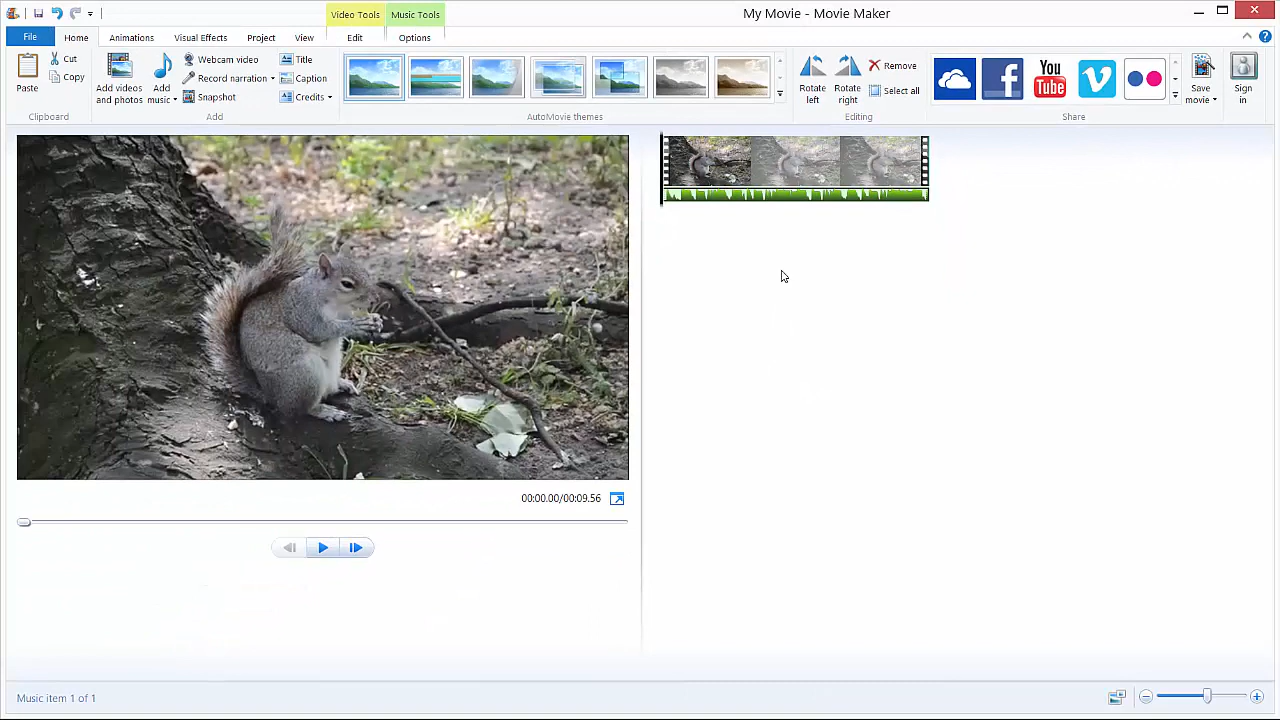 Video Tools
Music Tools
My Movie - Movie Maker
File
Home
Animations
Visual Effects
Project
View
Edit
Options
Paste
Cut
Copy
Clipboard
Add videos
and photos
Add
music
Webcam video
Record narration
Snapshot
Title
Caption
Credits
Add
AutoMovie themes
Rotate
left
Rotate
right
Remove
Select all
Editing
You
Tube
Share
Save
movie
Sign
in
00:00.00/00:09.56
Music item 1 of 1